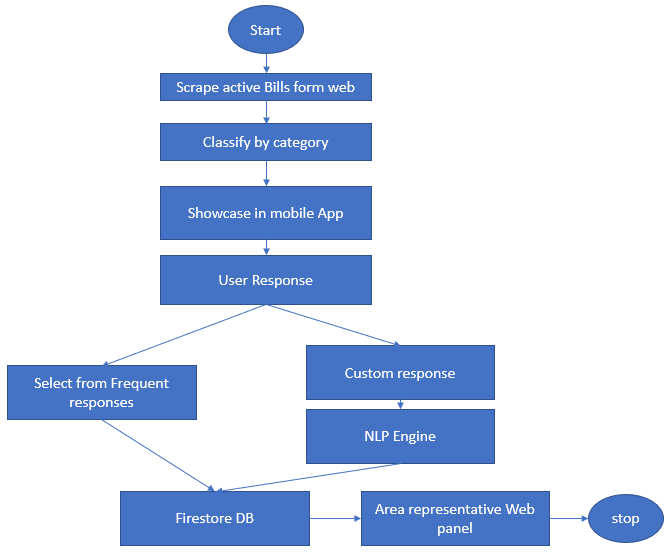 Start
Scrape active Bills form web
Classify by category
Showcase in mobile App
User Response
Select from Frequent
responses
Custom response
NLP Engine
Firestore DB
Area representative Web
panel
stop